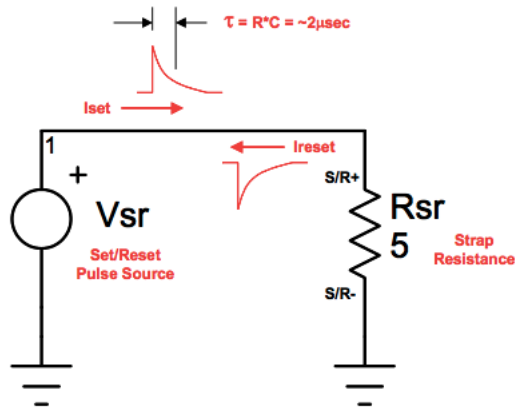 τ = R*C = ~2µsec
Iset
Ireset
1
S/R+
+
Vsr
Rsr
Set/Reset
Pulse Source
5
Strap
Resistance
S/R-